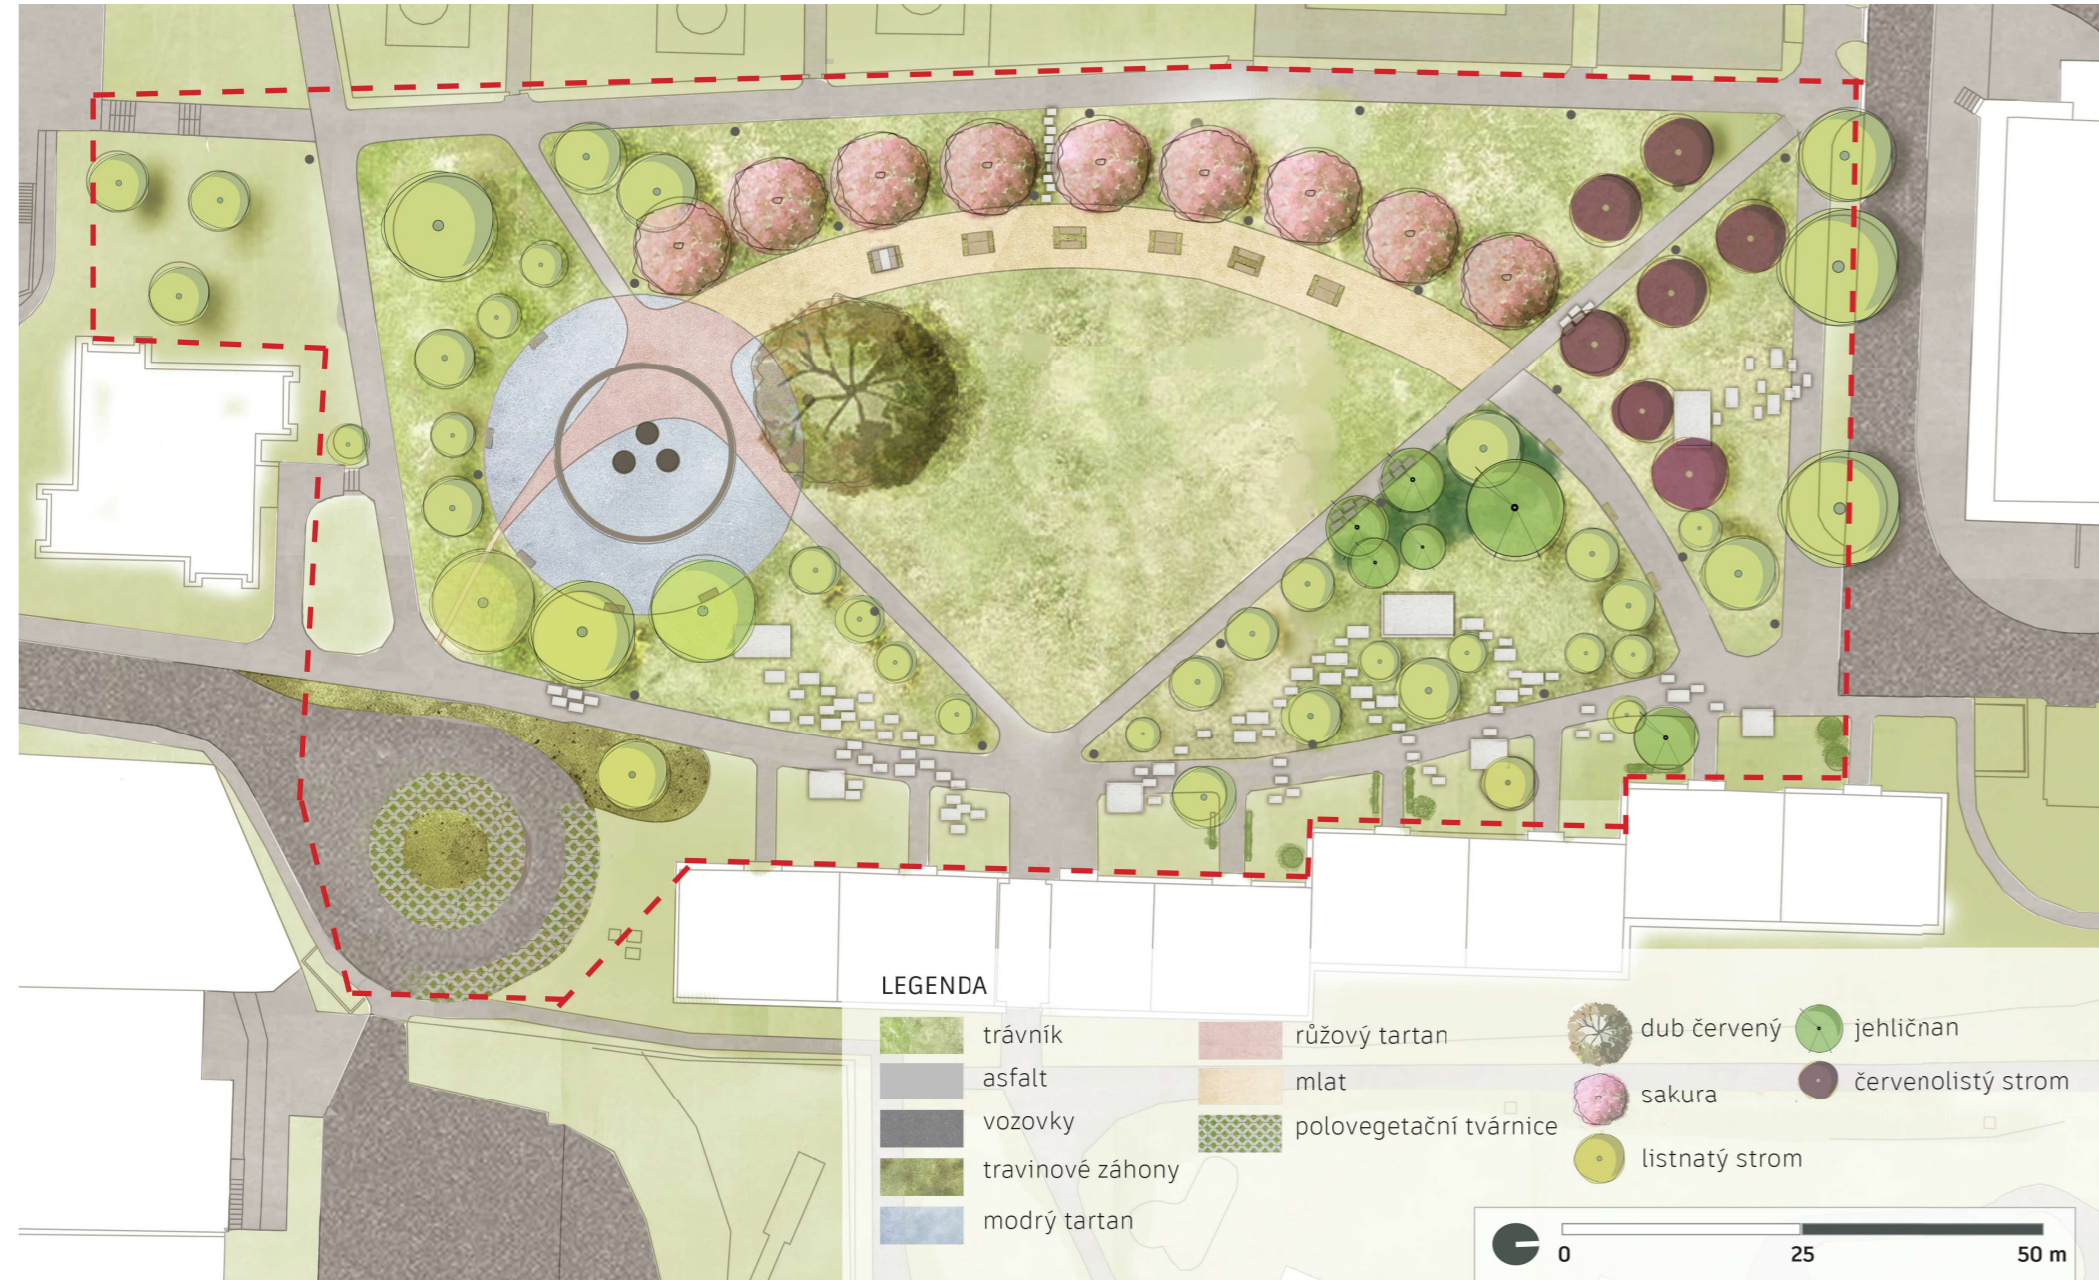 LEGENDA
trávník
asfalt
vozovky
travinové záhony
modrý tartan
růžový tartan
mlat
polovegetační tvárnice
dub červený
sakura
listnatý strom
jehličnan
červenolistý strom
0 25 50 m